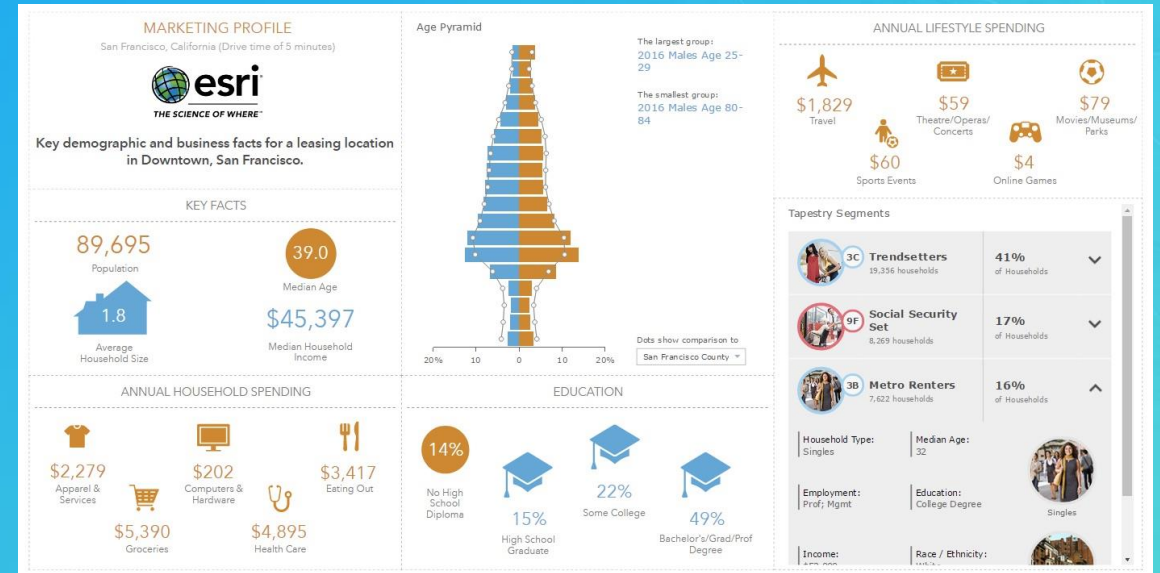 MARKETING PROFILE
San Francisco, California (Drive time of 5 minutes)
esri
THE SCIENCE OF WHERE™
Key demographic and business facts for a leasing location
in Downtown, San Francisco.
KEY FACTS
89,695
Population
39.0
Median Age
1.8
Average
Household Size
$45,397
Median Household
Income
ANNUAL HOUSEHOLD SPENDING
$2,279
Apparel &
Services
$202
Computers &
Hardware
$3,417
Eating Out
$5,390
Groceries
$4,895
Health Care
Age Pyramid
The largest group:
2016 Males Age 25-
29
The smallest group:
2016 Males Age 80-
84
Dots show comparison to
San Francisco County
20% 10 0 10 20%
EDUCATION
14%
No High
School
Diploma
15%
High School
Graduate
22%
Some College
49%
Bachelor's/Grad/Prof
Degree
ANNUAL LIFESTYLE SPENDING
$1,829
Travel
$59
Theatre/Operas/
Concerts
$79
Movies/Museums/
Parks
$60
Sports Events
$4
Online Games
Tapestry Segments
3C Trendsetters
19,356 households
41%
of Households
9F Social Security
Set
8,269 households
17%
of Households
3B Metro Renters
7,622 households
16%
of Households
Household Type:
Singles
Median Age:
32
Employment:
Prof; Mgmt
Education:
College Degree
Singles
Income:
Race / Ethnicity: